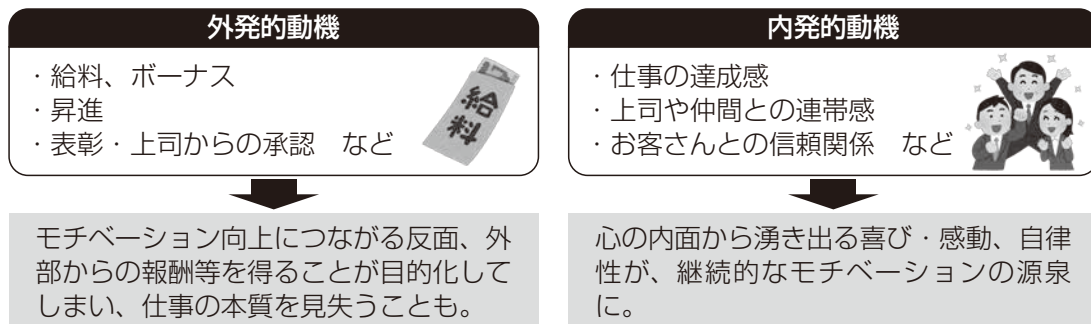 外発的動機
・給料、ボーナス
・昇進
・表彰・上司からの承認　など
給料
モチベーション向上につながる反面、外
部からの報酬等を得ることが目的化して
しまい、仕事の本質を見失うことも。
内発的動機
・仕事の達成感
・上司や仲間との連帯感
・お客さんとの信頼関係　など
心の内面から湧き出る喜び・感動、自律
性が、継続的なモチベーションの源泉
に。